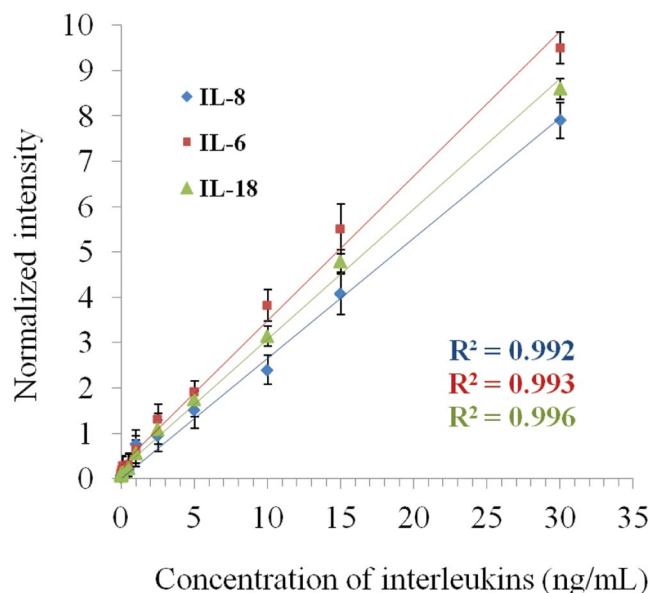 10
9
8
7
6
5
4
3
2
1
0
Normalized intensity
IL-8
IL-6
IL-18
R² = 0.992
R² = 0.993
R² = 0.996
0 5 10 15 20 25 30 35
Concentration of interleukins (ng/mL)